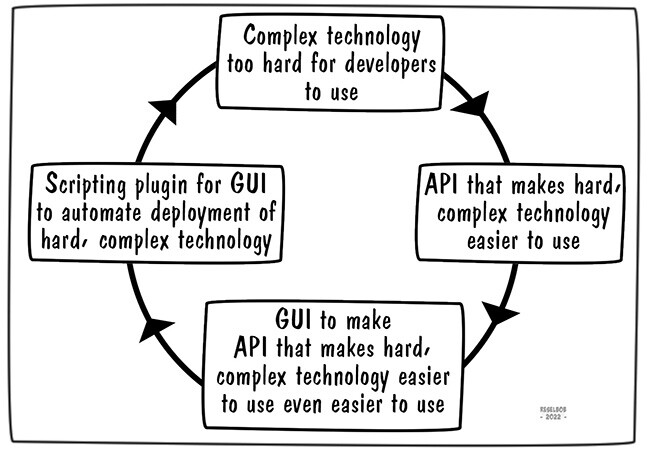 Complex technology
too hard for developers
to use
API that makes hard,
complex technology
easier to use
GUI to make
API that makes hard,
complex technology easier
to use even easier to use
Scripting plugin for GUI
to automate deployment of
hard, complex technology
- 2022 -